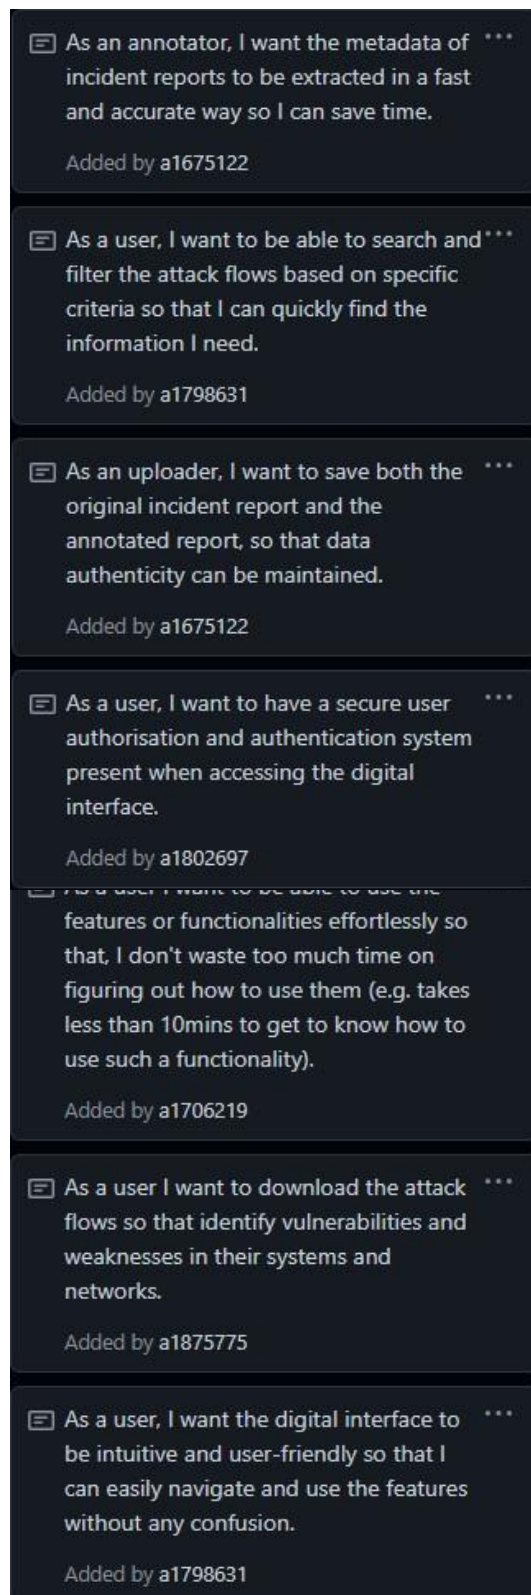 As an annotator, I want the metadata of
incident reports to be extracted in a fast
and accurate way so I can save time.
Added by a1675122
As a user, I want to be able to search and
filter the attack flows based on specific
criteria so that I can quickly find the
information I need.
Added by a1798631
As an uploader, I want to save both the
original incident report and the
annotated report, so that data
authenticity can be maintained.
Added by a1675122
As a user, I want to have a secure user
authorisation and authentication system
present when accessing the digital
interface.
Added by a1802697
As a user I want to be able to use the
features or functionalities effortlessly so
that, I don't waste too much time on
figuring out how to use them (e.g. takes
less than 10mins to get to know how to
use such a functionality).
Added by a1706219
As a user I want to download the attack
flows so that identify vulnerabilities and
weaknesses in their systems and
networks.
Added by a1875775
As a user, I want the digital interface to
be intuitive and user-friendly so that I
can easily navigate and use the features
without any confusion.
Added by a1798631